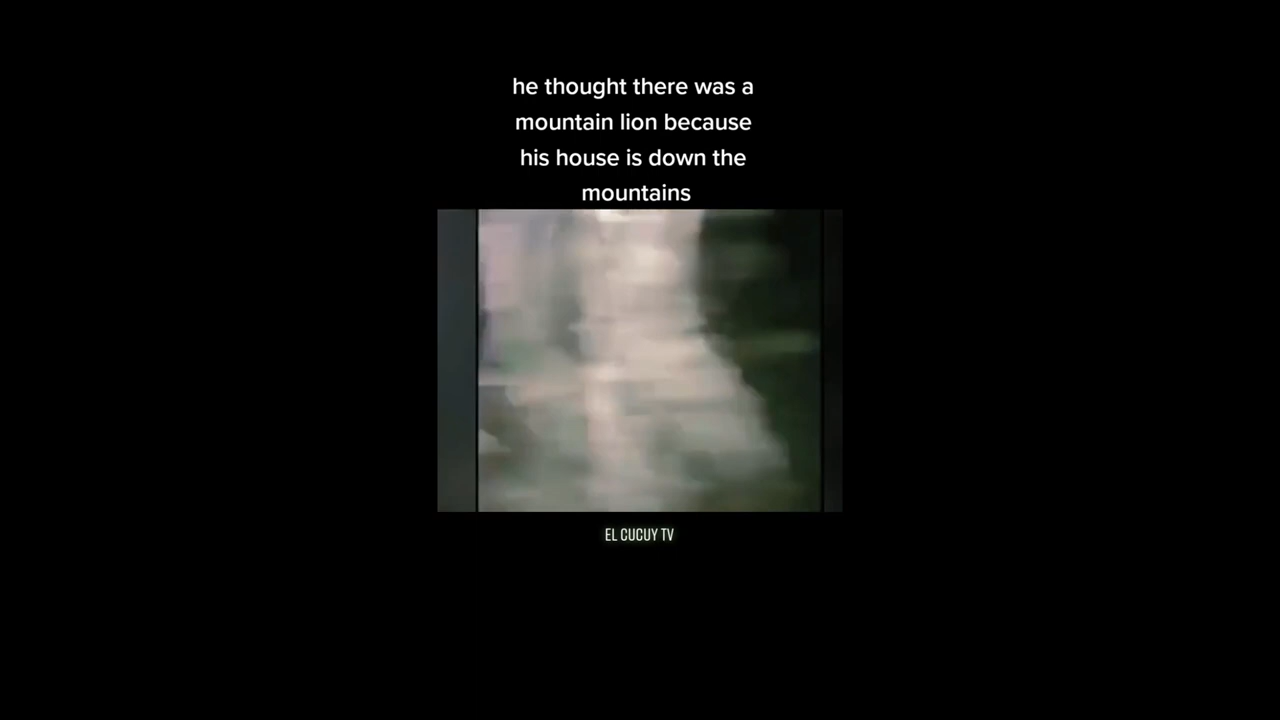 he thought there was a
mountain lion because
his house is down the
mountains
EL CUCUY TV